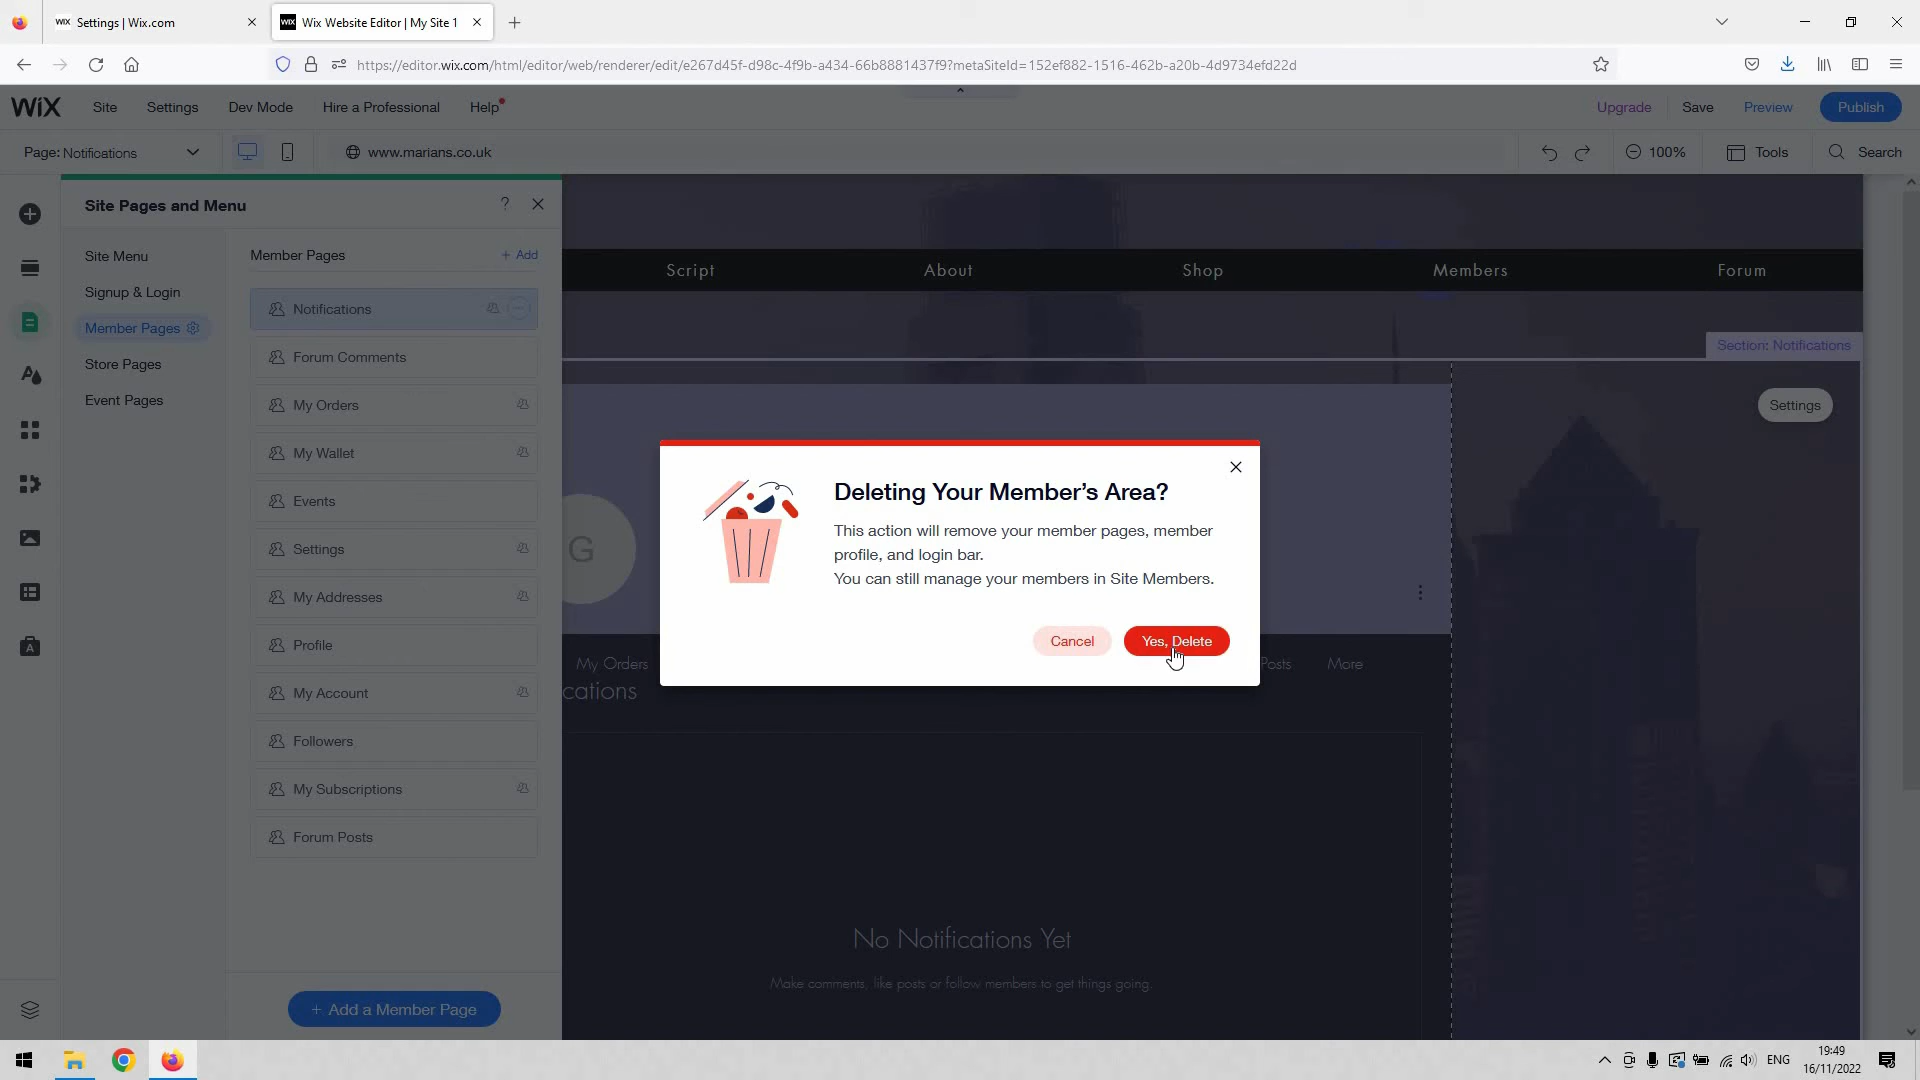 WiX Settings | Wix.com
WiX Wix Website Editor | My Site 1
https://editor.wix.com/html/editor/web/renderer/edit/e267d45f-d98c-4f9b-a434-66b8881437f9?metaSiteId=152ef882-1516-462b-a20b-4d9734efd22d
WiX Site Settings Dev Mode Hire a Professional Help Upgrade Save Preview Publish
Page: Notifications www.marians.co.uk 100% Tools Search
Site Pages and Menu ?
Site Menu
Signup & Login
Member Pages
Store Pages
Event Pages
Member Pages + Add
Notifications
Forum Comments
My Orders
My Wallet
Events
Settings
My Addresses
Profile
My Account
Followers
My Subscriptions
Forum Posts
+ Add a Member Page
Script About Shop Members Forum
Section: Notifications
Settings
G
Deleting Your Member's Area?
This action will remove your member pages, member
profile, and login bar.
You can still manage your members in Site Members.
Cancel Yes, Delete
My Orders Posts More
cations
No Notifications Yet
Make comments, like posts or follow members to get things going.
ENG 19:49
16/11/2022